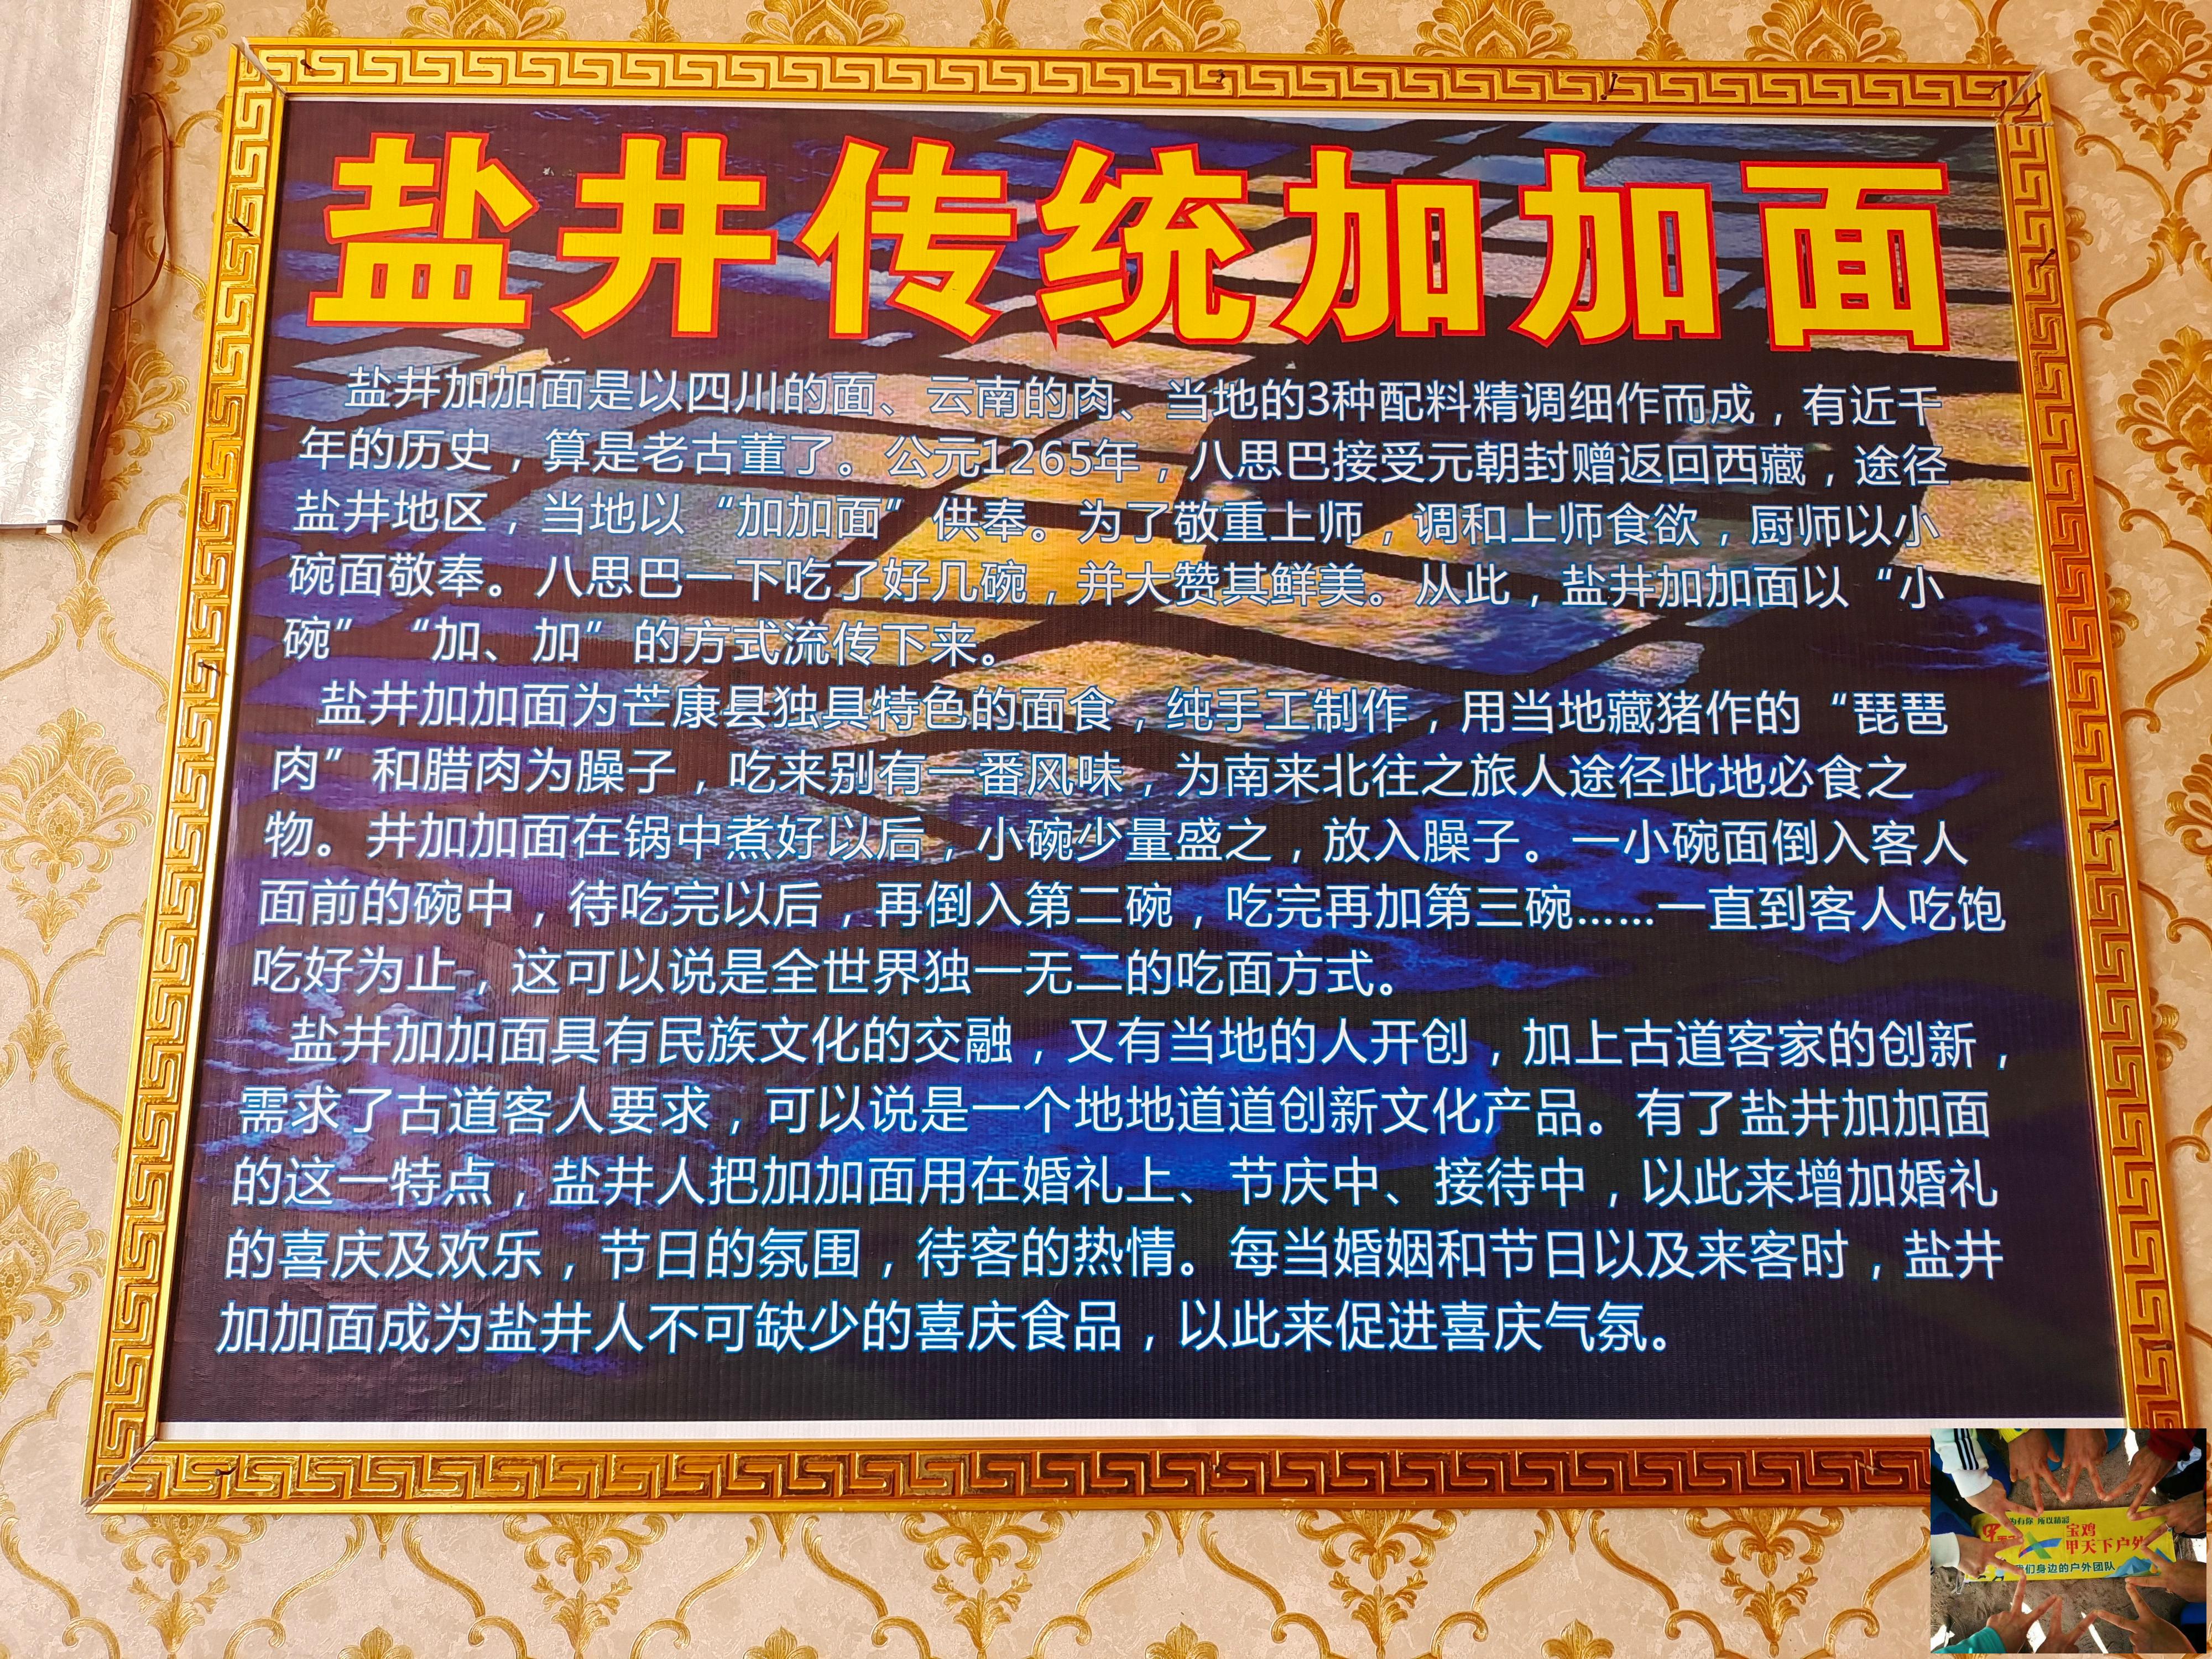 盐井传统加加面
盐井加加面是以四川的面、云南的肉、当地的3种配料精调细作而成，有近千
年的历史，算是老古董了。公元1265年，八思巴接受元朝封赠返回西藏，途径
盐井地区，当地以“加加面”供奉。为了敬重上师，调和上师食欲，厨师以小
碗面敬奉。八思巴一下吃了好几碗，并大赞其鲜美。从此，盐井加加面以“小
碗”“加、加”的方式流传下来。
盐井加加面为芒康县独具特色的面食，纯手工制作，用当地藏猪作的“琵琶
肉”和腊肉为臊子，吃来别有一番风味，为南来北往之旅人途径此地必食之
物。井加加面在锅中煮好以后，小碗少量盛之，放入臊子。一小碗面倒入客人
面前的碗中，待吃完以后，再倒入第二碗，吃完再加第三碗……一直到客人吃饱
吃好为止，这可以说是全世界独一无二的吃面方式。
盐井加加面具有民族文化的交融，又有当地的人开创，加上古道客家的创新，
需求了古道客人要求，可以说是一个地地道道创新文化产品。有了盐井加加面
的这一特点，盐井人把加加面用在婚礼上、节庆中、接待中，以此来增加婚礼
的喜庆及欢乐，节日的氛围，待客的热情。每当婚姻和节日以及来客时，盐井
加加面成为盐井人不可缺少的喜庆食品，以此来促进喜庆气氛。
为有你 所以精彩
宝鸡
甲天下户外
我们身边的户外团队